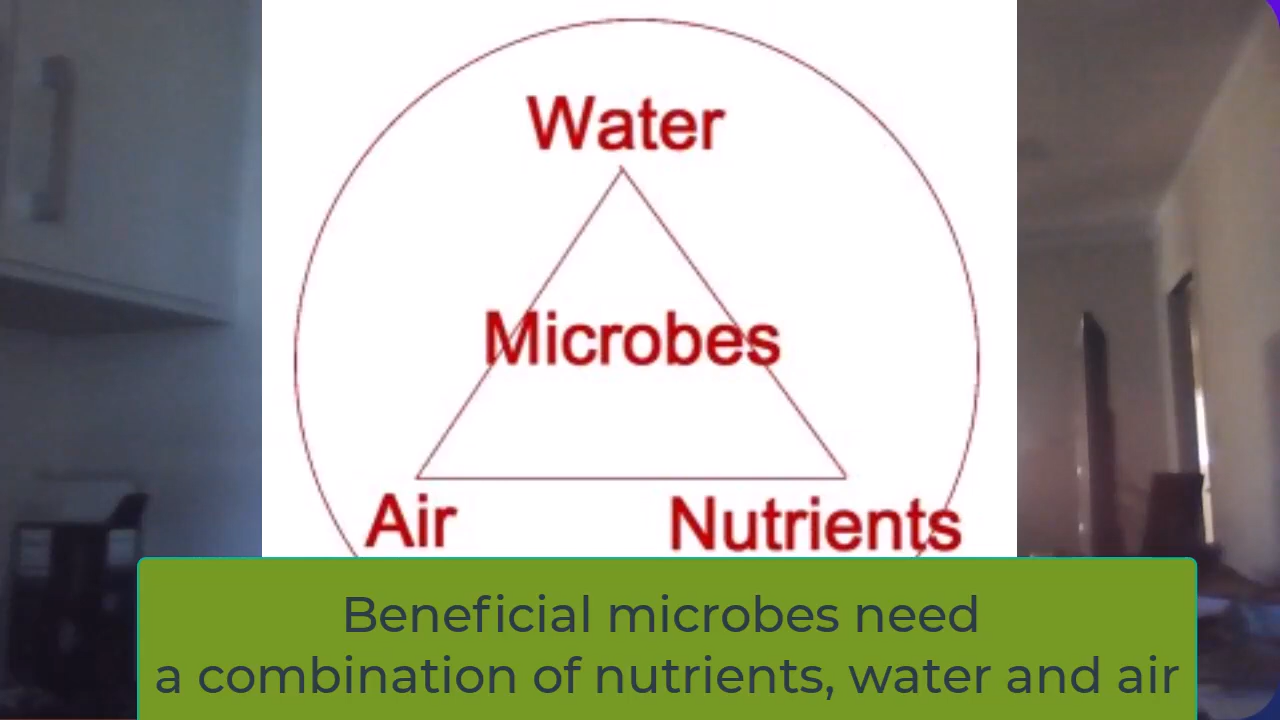 Water
Microbes
Air Nutrients
Beneficial microbes need
a combination of nutrients, water and air